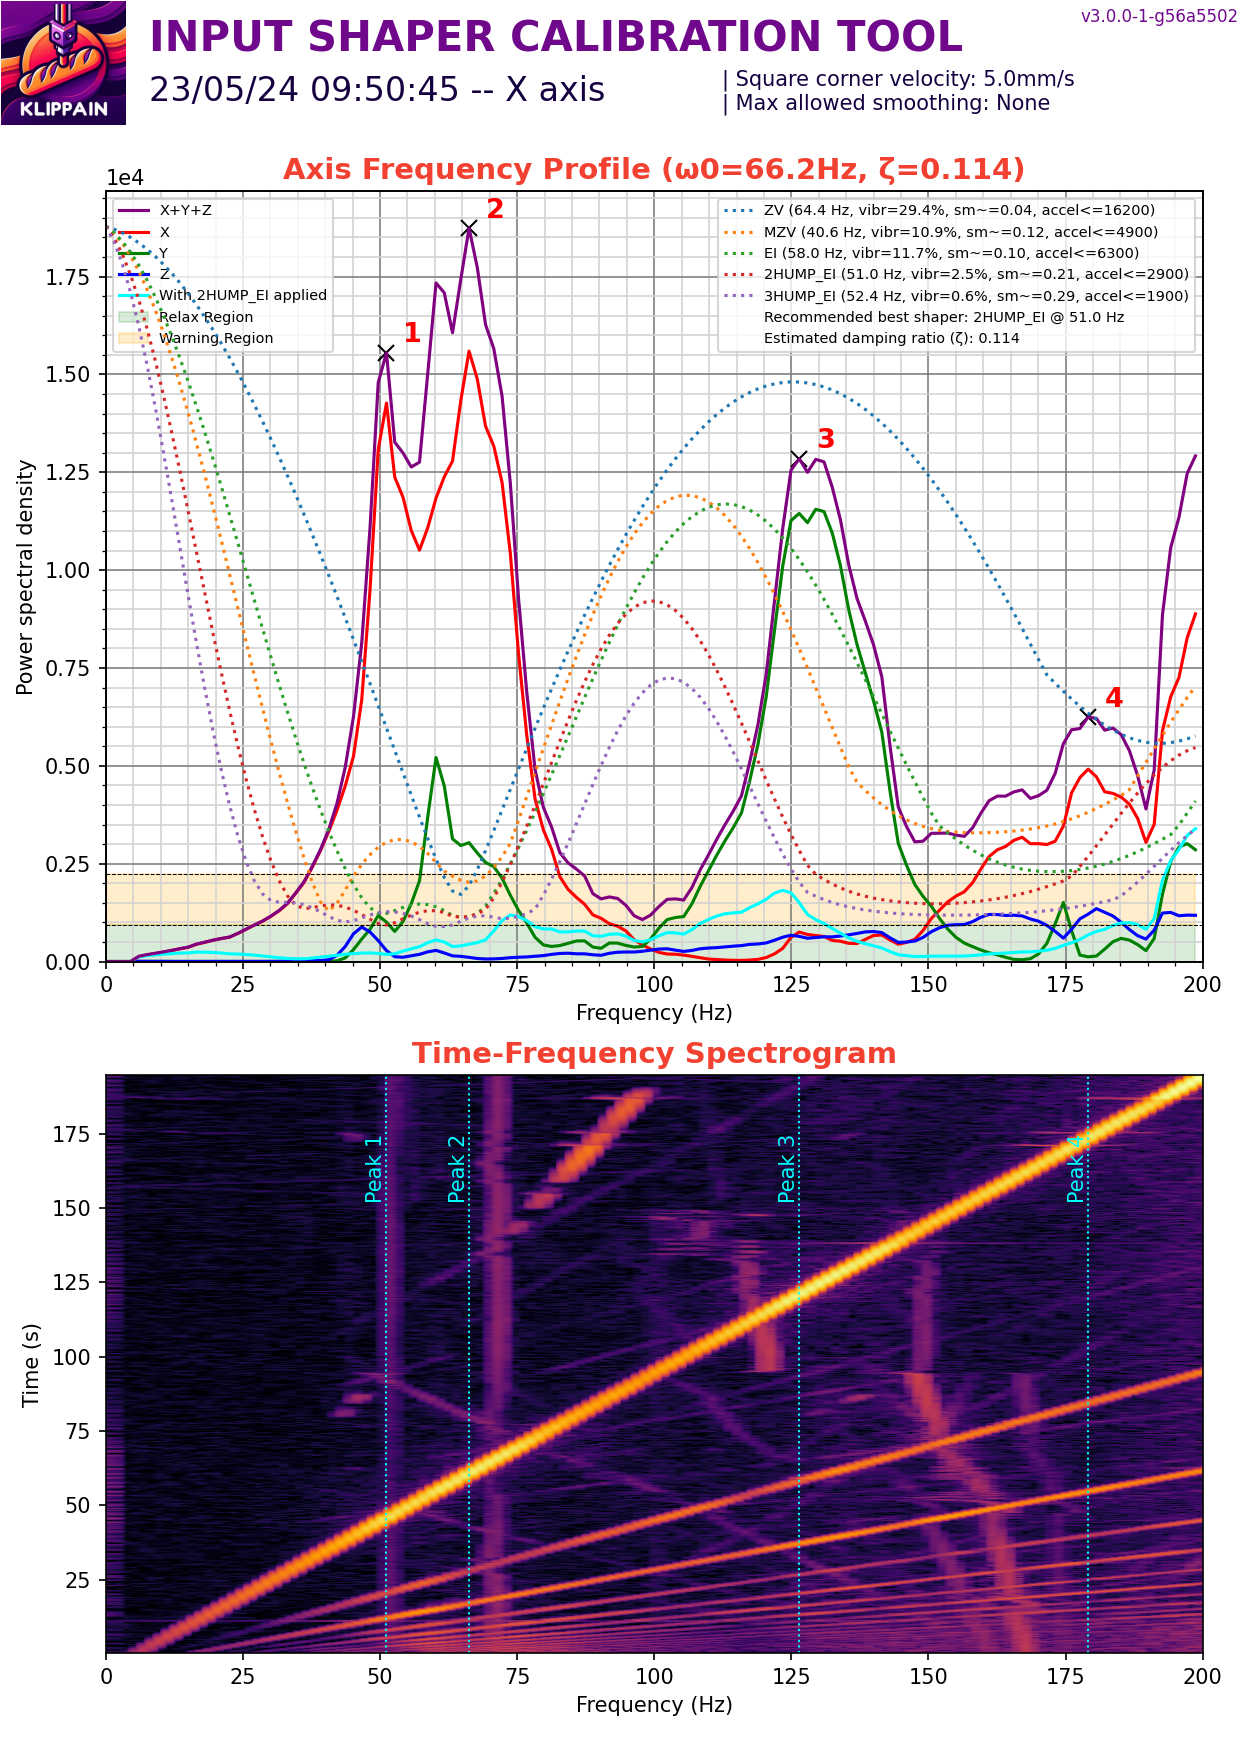 KLIPPAIN
INPUT SHAPER CALIBRATION TOOL
v3.0.0-1-g56a5502
23/05/24 09:50:45 -- X axis
| Square corner velocity: 5.0mm/s
| Max allowed smoothing: None
Axis Frequency Profile (ω0=66.2Hz, ζ=0.114)
1e4
X+Y+Z
X
Y
Z
With 2HUMP_EI applied
Relax Region
Warning Region
ZV (64.4 Hz, vibr=29.4%, sm~=0.04, accel<=16200)
MZV (40.6 Hz, vibr=10.9%, sm~=0.12, accel<=4900)
EI (58.0 Hz, vibr=11.7%, sm~=0.10, accel<=6300)
2HUMP_EI (51.0 Hz, vibr=2.5%, sm~=0.21, accel<=2900)
3HUMP_EI (52.4 Hz, vibr=0.6%, sm~=0.29, accel<=1900)
Recommended best shaper: 2HUMP_EI @ 51.0 Hz
Estimated damping ratio (ζ): 0.114
1
2
3
4
Power spectral density
1.75
1.50
1.25
1.00
0.75
0.50
0.25
0.00
0 25 50 75 100 125 150 175 200
Frequency (Hz)
Time-Frequency Spectrogram
Time (s)
175
150
125
100
75
50
25
Peak 1
Peak 2
Peak 3
Peak 4
0 25 50 75 100 125 150 175 200
Frequency (Hz)